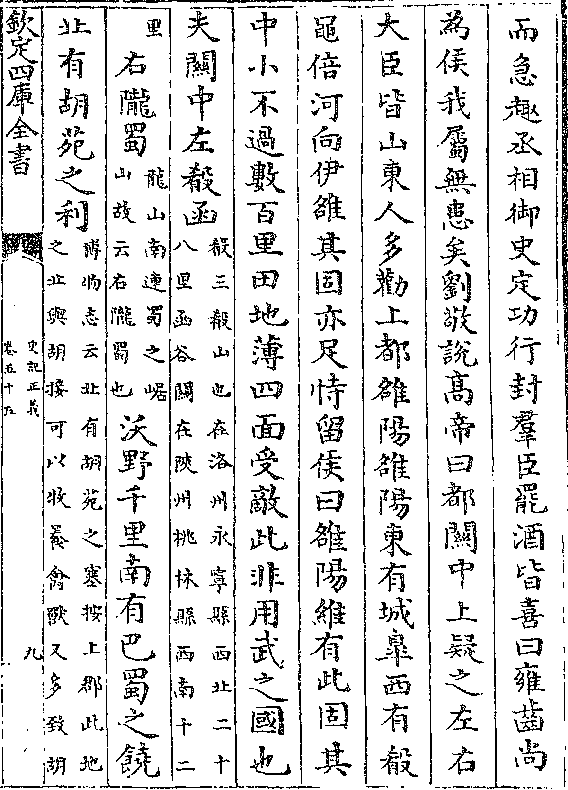 而急趣丞相御史定功行封羣臣罷酒皆喜曰雍齒尚
為侯我屬無患矣劉敬說高帝曰都關中上疑之左右
大臣皆山東人多勸上都雒陽雒陽東有城臯西有殽
黽倍河向伊雒其固亦足恃留侯曰雒陽雖有此固其
中小不過數百里田地薄四面受敵此非用武之國也
夫關中左殽函
殽三殽山也在洛州永寧縣西北二十
八里函谷關在陜州桃林縣西南十二
里
右隴蜀
隴山南連蜀之岷
山故云右隴蜀也
沃野千里南有巴蜀之饒
北有胡苑之利
博物志云北有胡苑之塞按上郡北地
之北與胡接可以牧養禽獸又多致胡
欽定四庫全書
史記正義
卷五十五
九